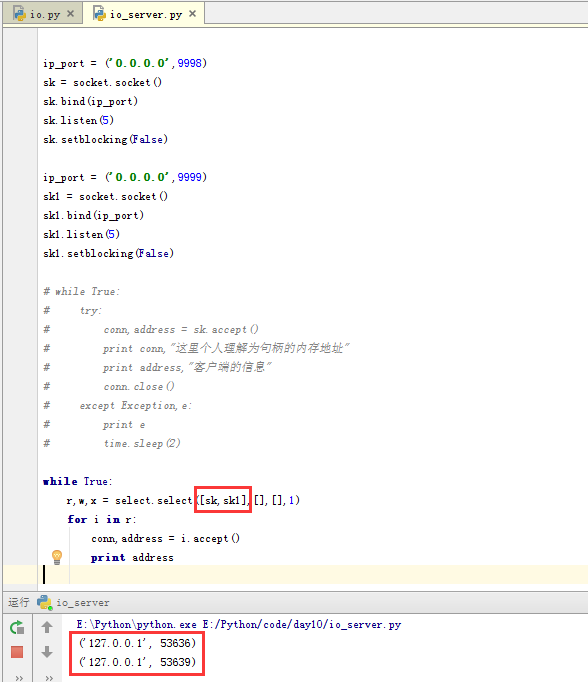 io.py × io_server.py ×
ip_port = ('0.0.0.0',9998)
sk = socket.socket()
sk.bind(ip_port)
sk.listen(5)
sk.setblocking(False)
ip_port = ('0.0.0.0',9999)
sk1 = socket.socket()
sk1.bind(ip_port)
sk1.listen(5)
sk1.setblocking(False)
# while True:
#     try:
#         conn,address = sk.accept()
#         print conn,"这里个人理解为句柄的内存地址"
#         print address,"客户端的信息"
#         conn.close()
#     except Exception,e:
#         print e
#         time.sleep(2)
while True:
    r,w,x = select.select([sk,sk1],[],[],1)
    for i in r:
        conn,address = i.accept()
        print address
运行 io_server
E:\Python\python.exe E:/Python/code/day10/io_server.py
('127.0.0.1', 53636)
('127.0.0.1', 53639)